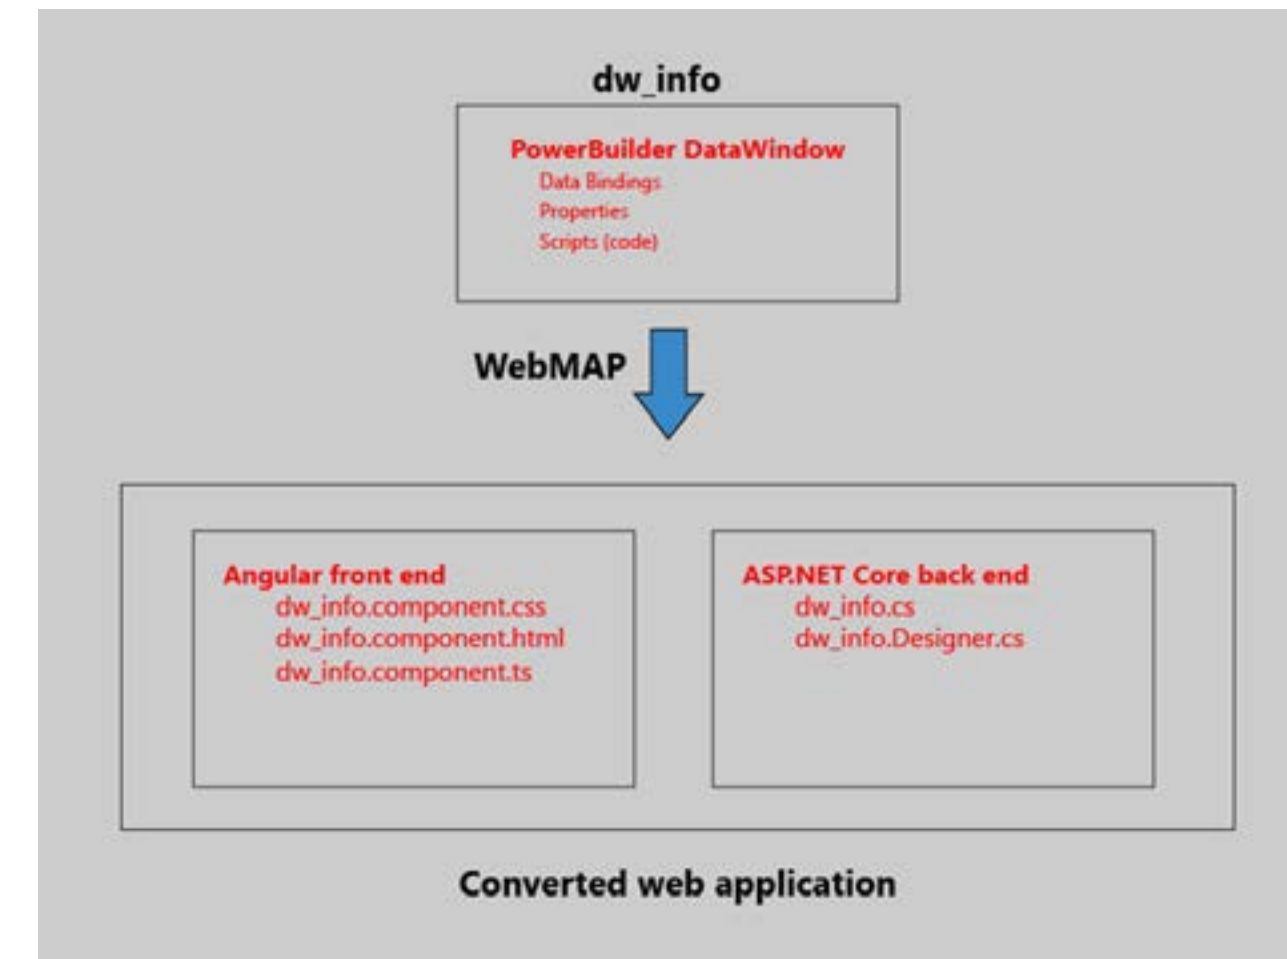 dw_info
PowerBuilder DataWindow
Data Bindings
Properties
Scripts (code)
WebMAP
Angular front end
dw_info.component.css
dw_info.component.html
dw_info.component.ts
ASP.NET Core back end
dw_info.cs
dw_info.Designer.cs
Converted web application